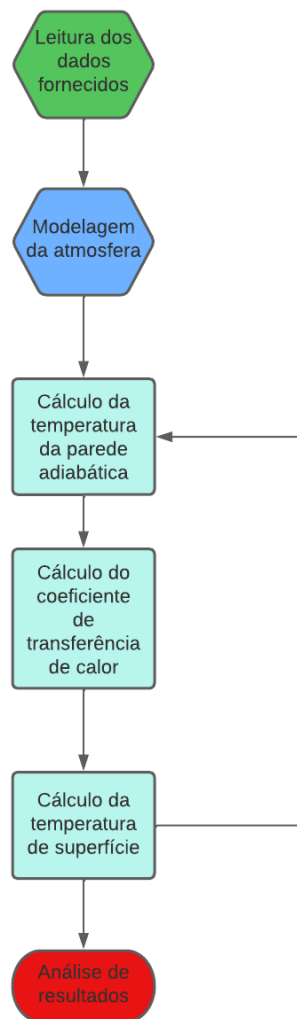 Leitura dos
dados
fornecidos
Modelagem
da atmosfera
Cálculo da
temperatura
da parede
adiabática
Cálculo do
coeficiente
de
transferência
de calor
Cálculo da
temperatura
de superfície
Análise de
resultados